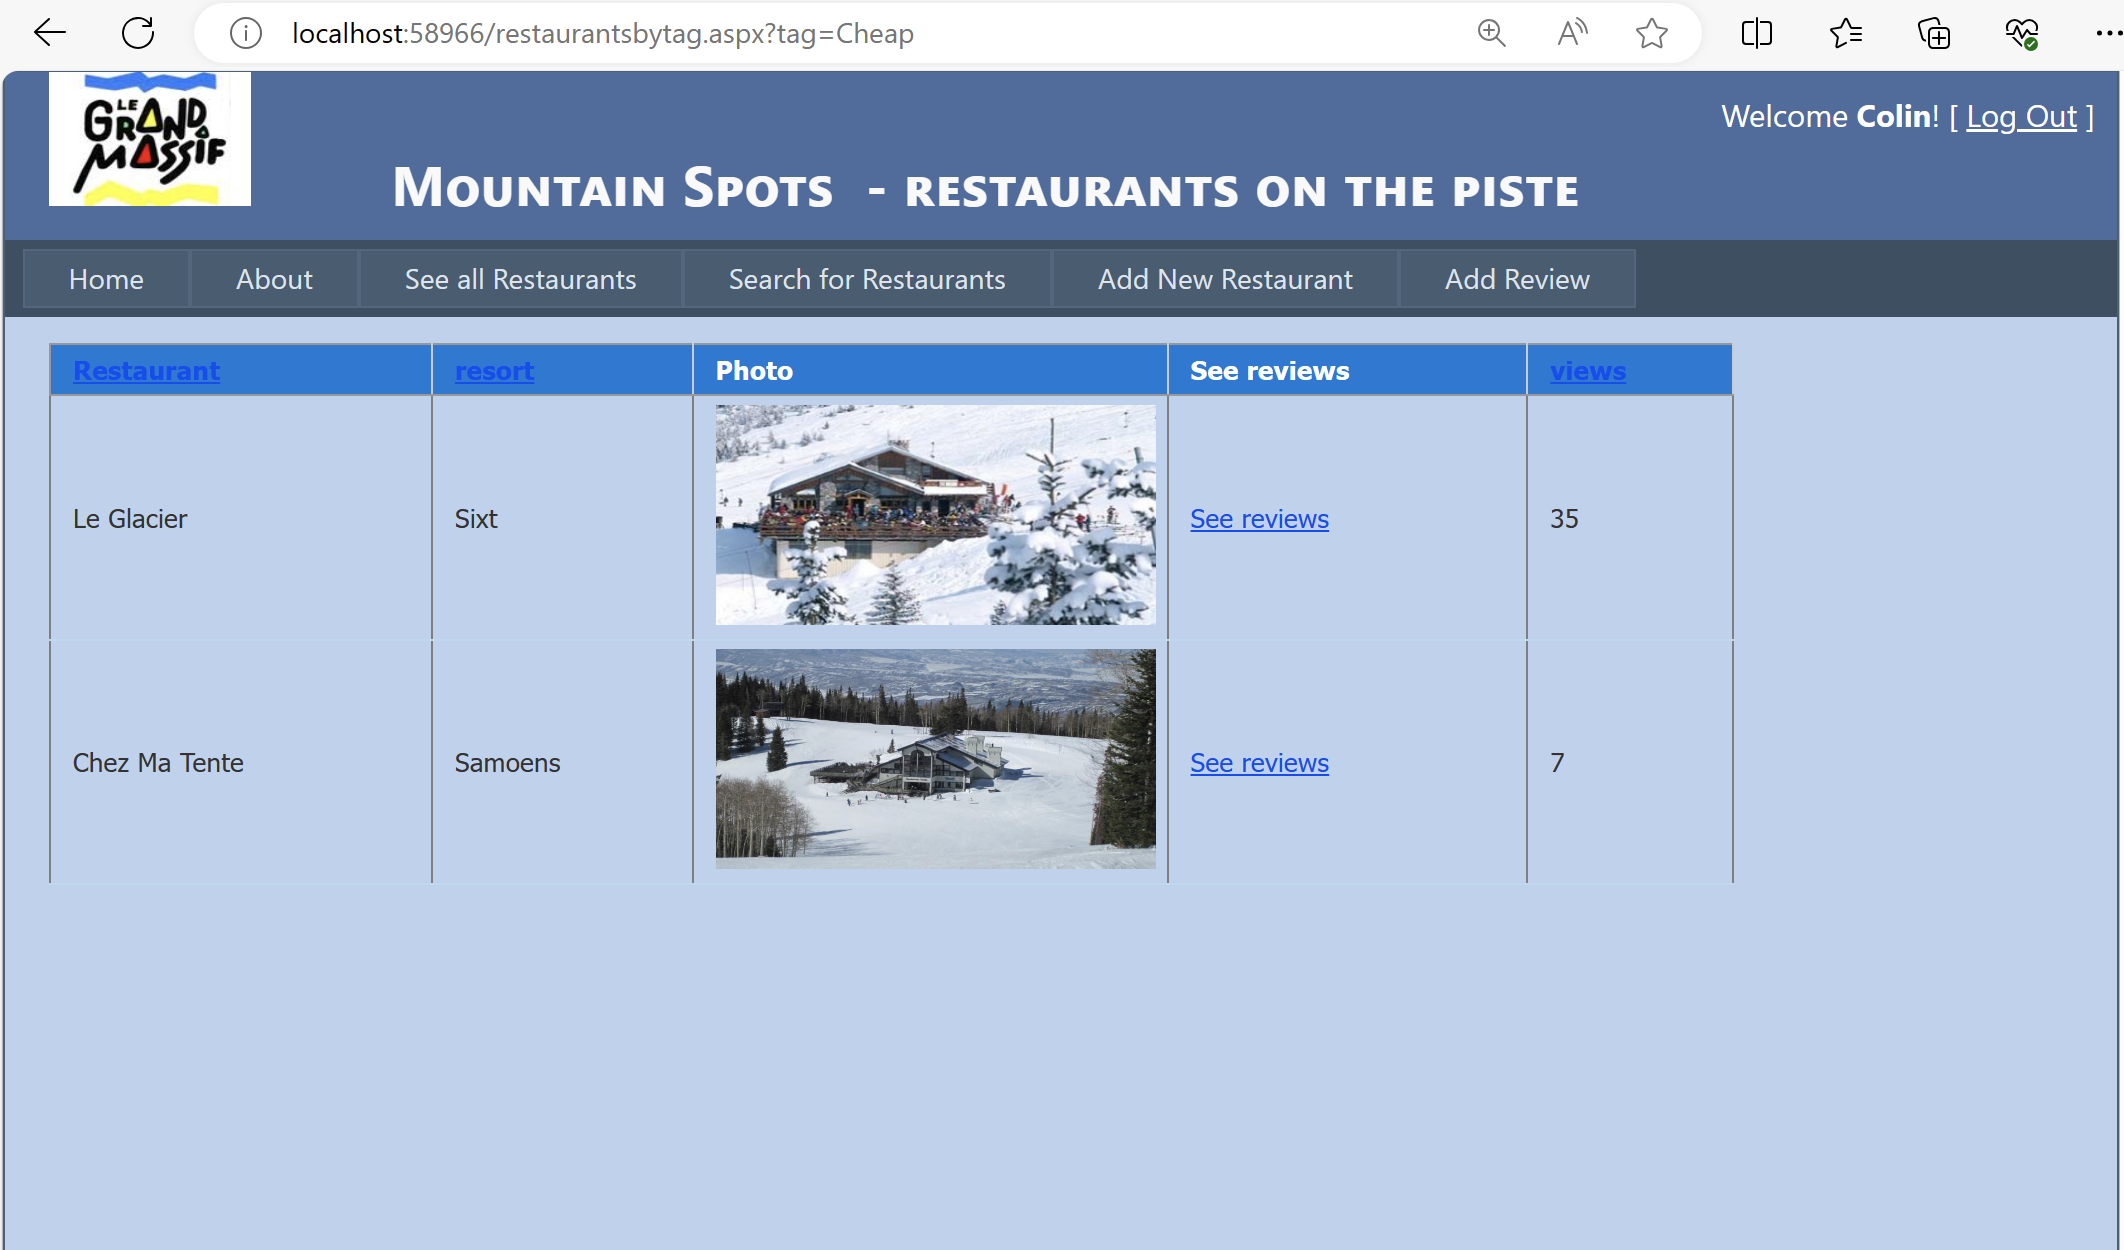 localhost:58966/restaurantsbytag.aspx?tag=Cheap
LE
GRAND
MASSIF
Welcome Colin! [ Log Out ]
Mountain Spots - restaurants on the piste
Home About See all Restaurants Search for Restaurants Add New Restaurant Add Review
Restaurant resort Photo See reviews views
Le Glacier Sixt See reviews 35
Chez Ma Tente Samoens See reviews 7